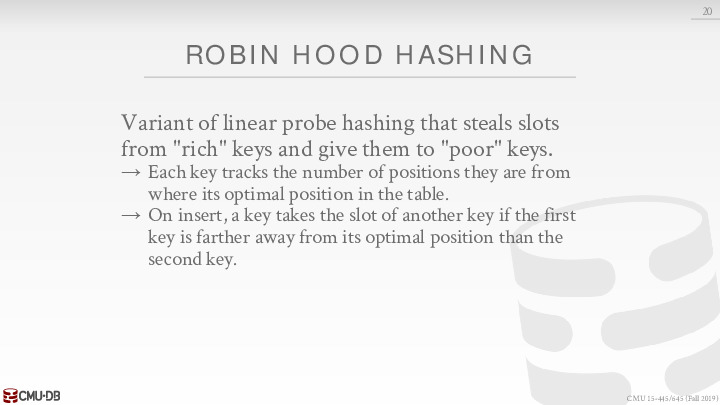 20
ROBIN HOOD HASHING
Variant of linear probe hashing that steals slots
from "rich" keys and give them to "poor" keys.
→ Each key tracks the number of positions they are from
where its optimal position in the table.
→ On insert, a key takes the slot of another key if the first
key is farther away from its optimal position than the
second key.
CMU·DB
CMU 15-445/645 (Fall 2019)